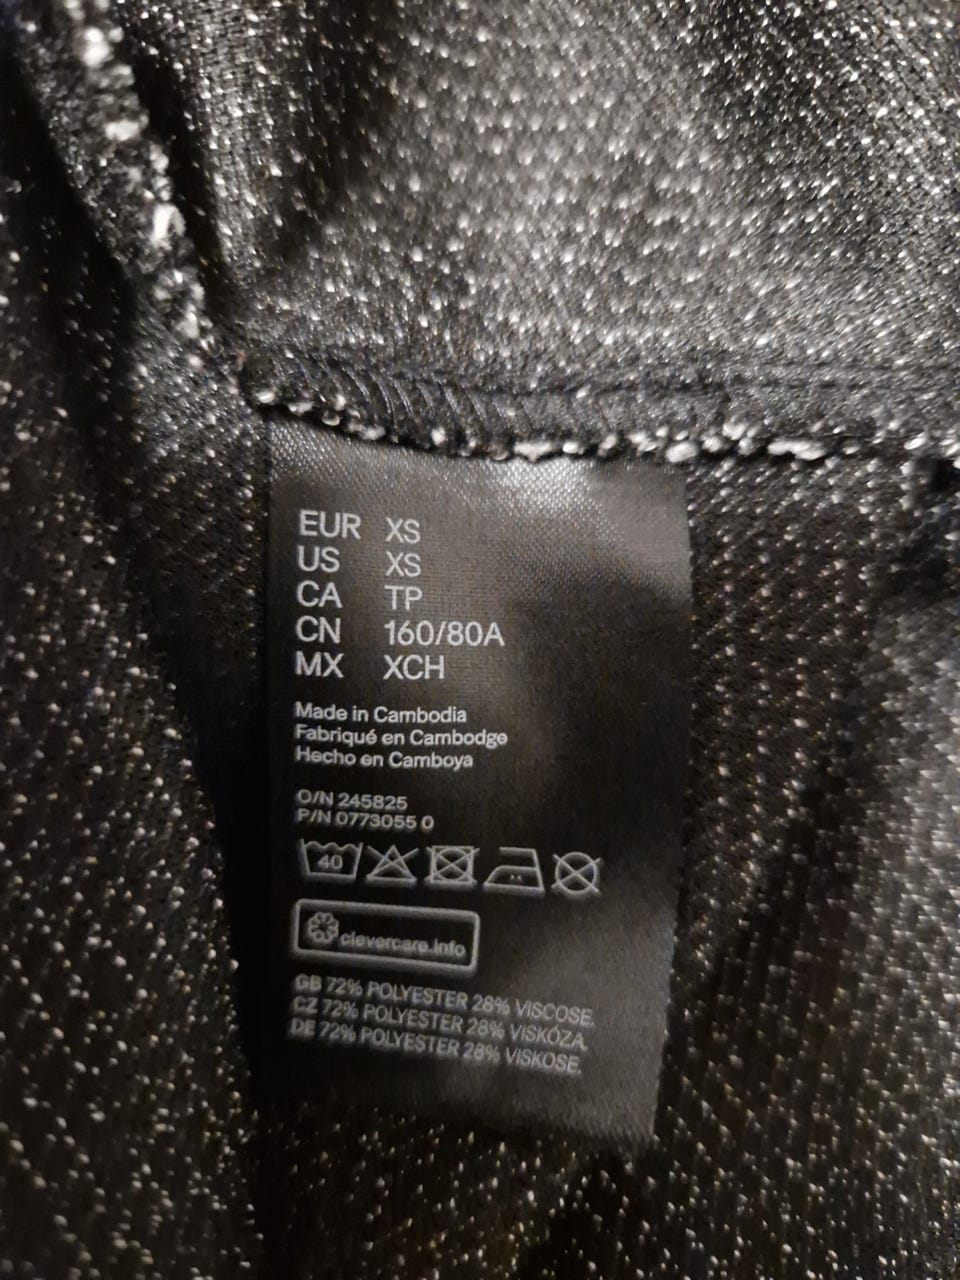 EUR XS
US XS
CA TP
CN 160/80A
MX XCH
Made in Cambodia
Fabriqué en Cambodge
Hecho en Camboya
O/N 245825
P/N 0773055 0
40
clevercare.info
GB 72% POLYESTER 28% VISCOSE.
CZ 72% POLYESTER 28% VISKÓZA.
DE 72% POLYESTER 28% VISKOSE.